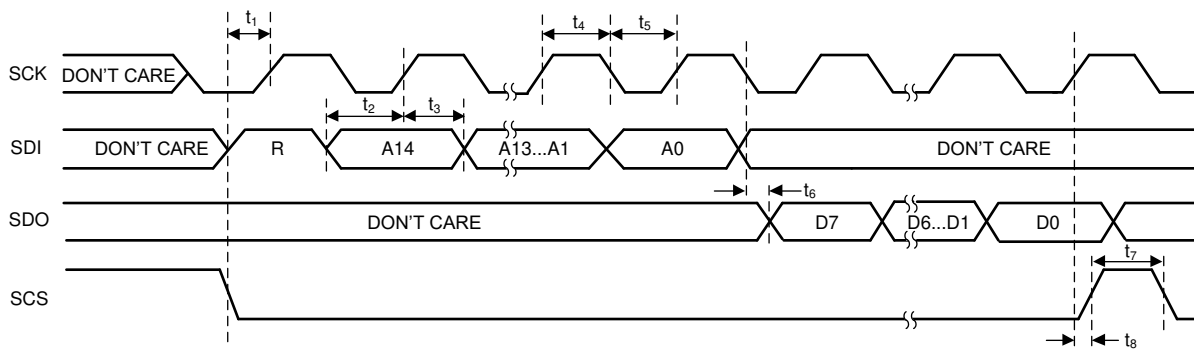 t1 t4 t5
SCK DON'T CARE
t2 t3
SDI DON'T CARE R A14 A13...A1 A0 DON'T CARE
t6
SDO DON'T CARE D7 D6...D1 D0
t7
SCS
t8